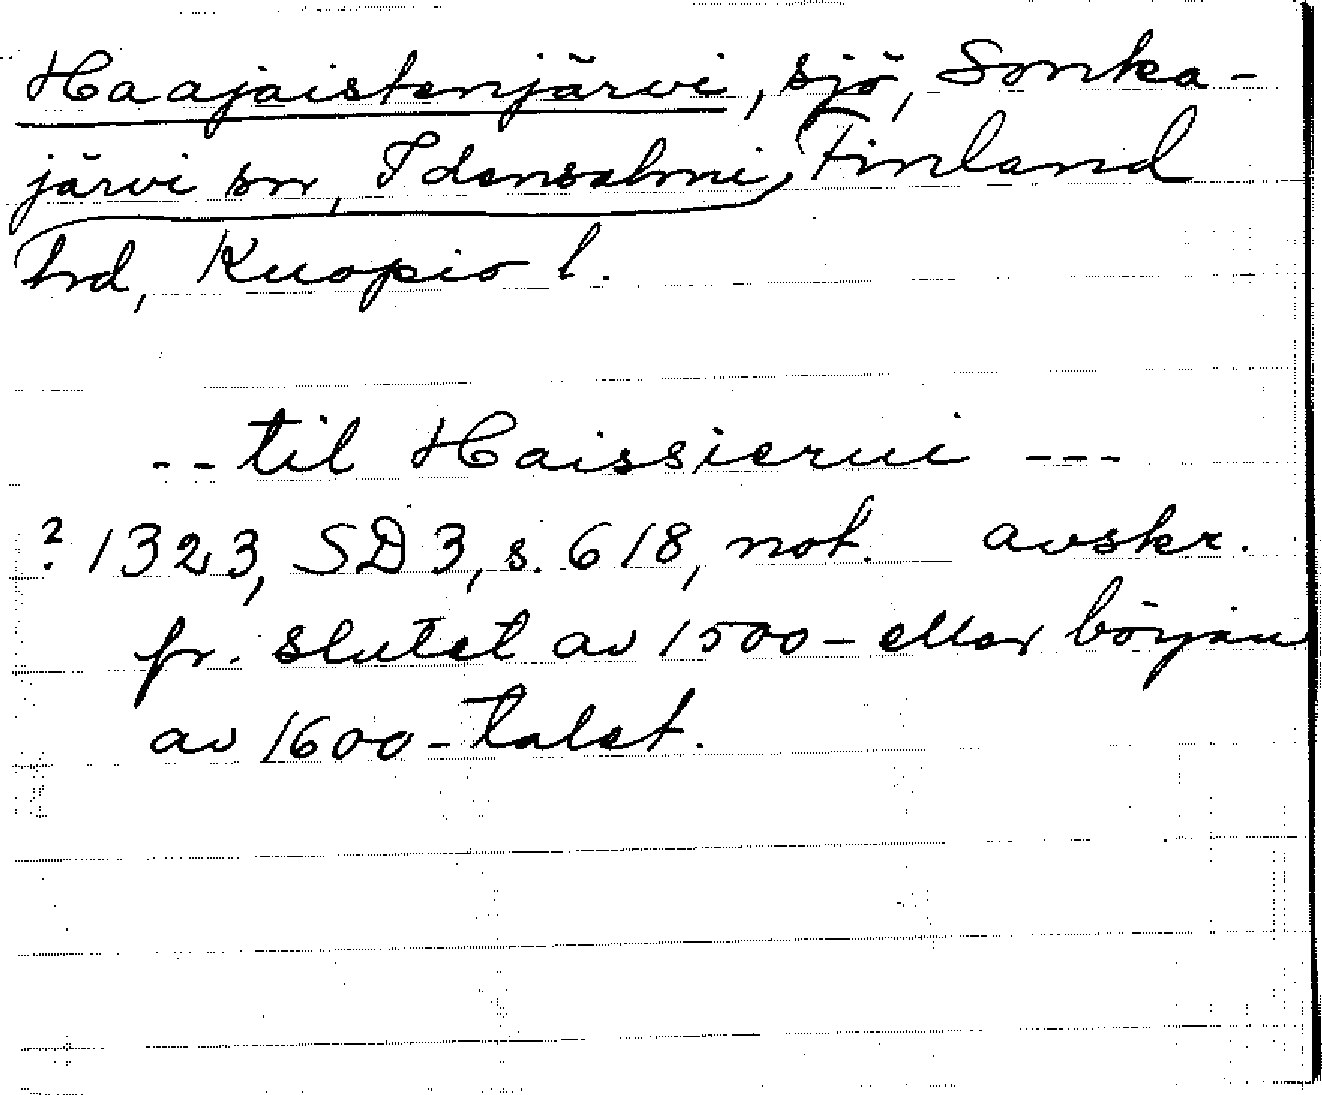 Haajaistenjärvi, sjö, Sonka-
järvi sn, Idensalmi Finland
hrd, Kuopio l.
-- til Haissierui ---
? 1323, SD 3, s. 618, not. avskr.
fr. slutet av 1500- eller början
av 1600-talet.